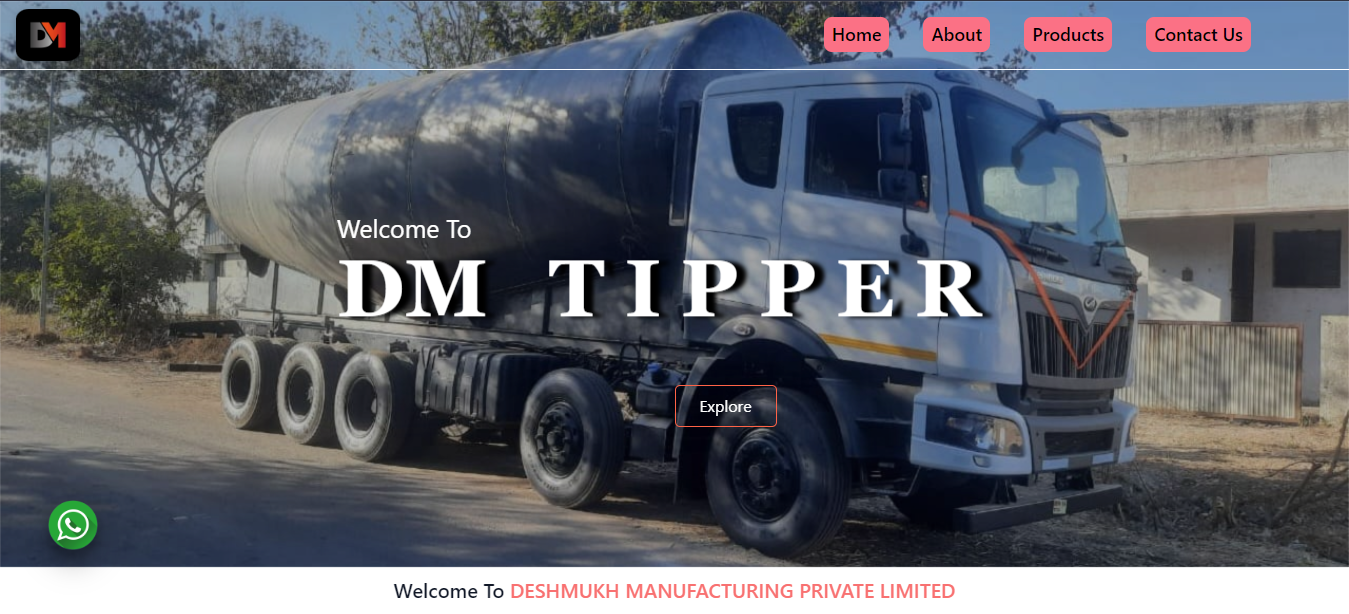 DM
Home
About
Products
Contact Us
Welcome To
DM TIPPER
Explore
Welcome To DESHMUKH MANUFACTURING PRIVATE LIMITED